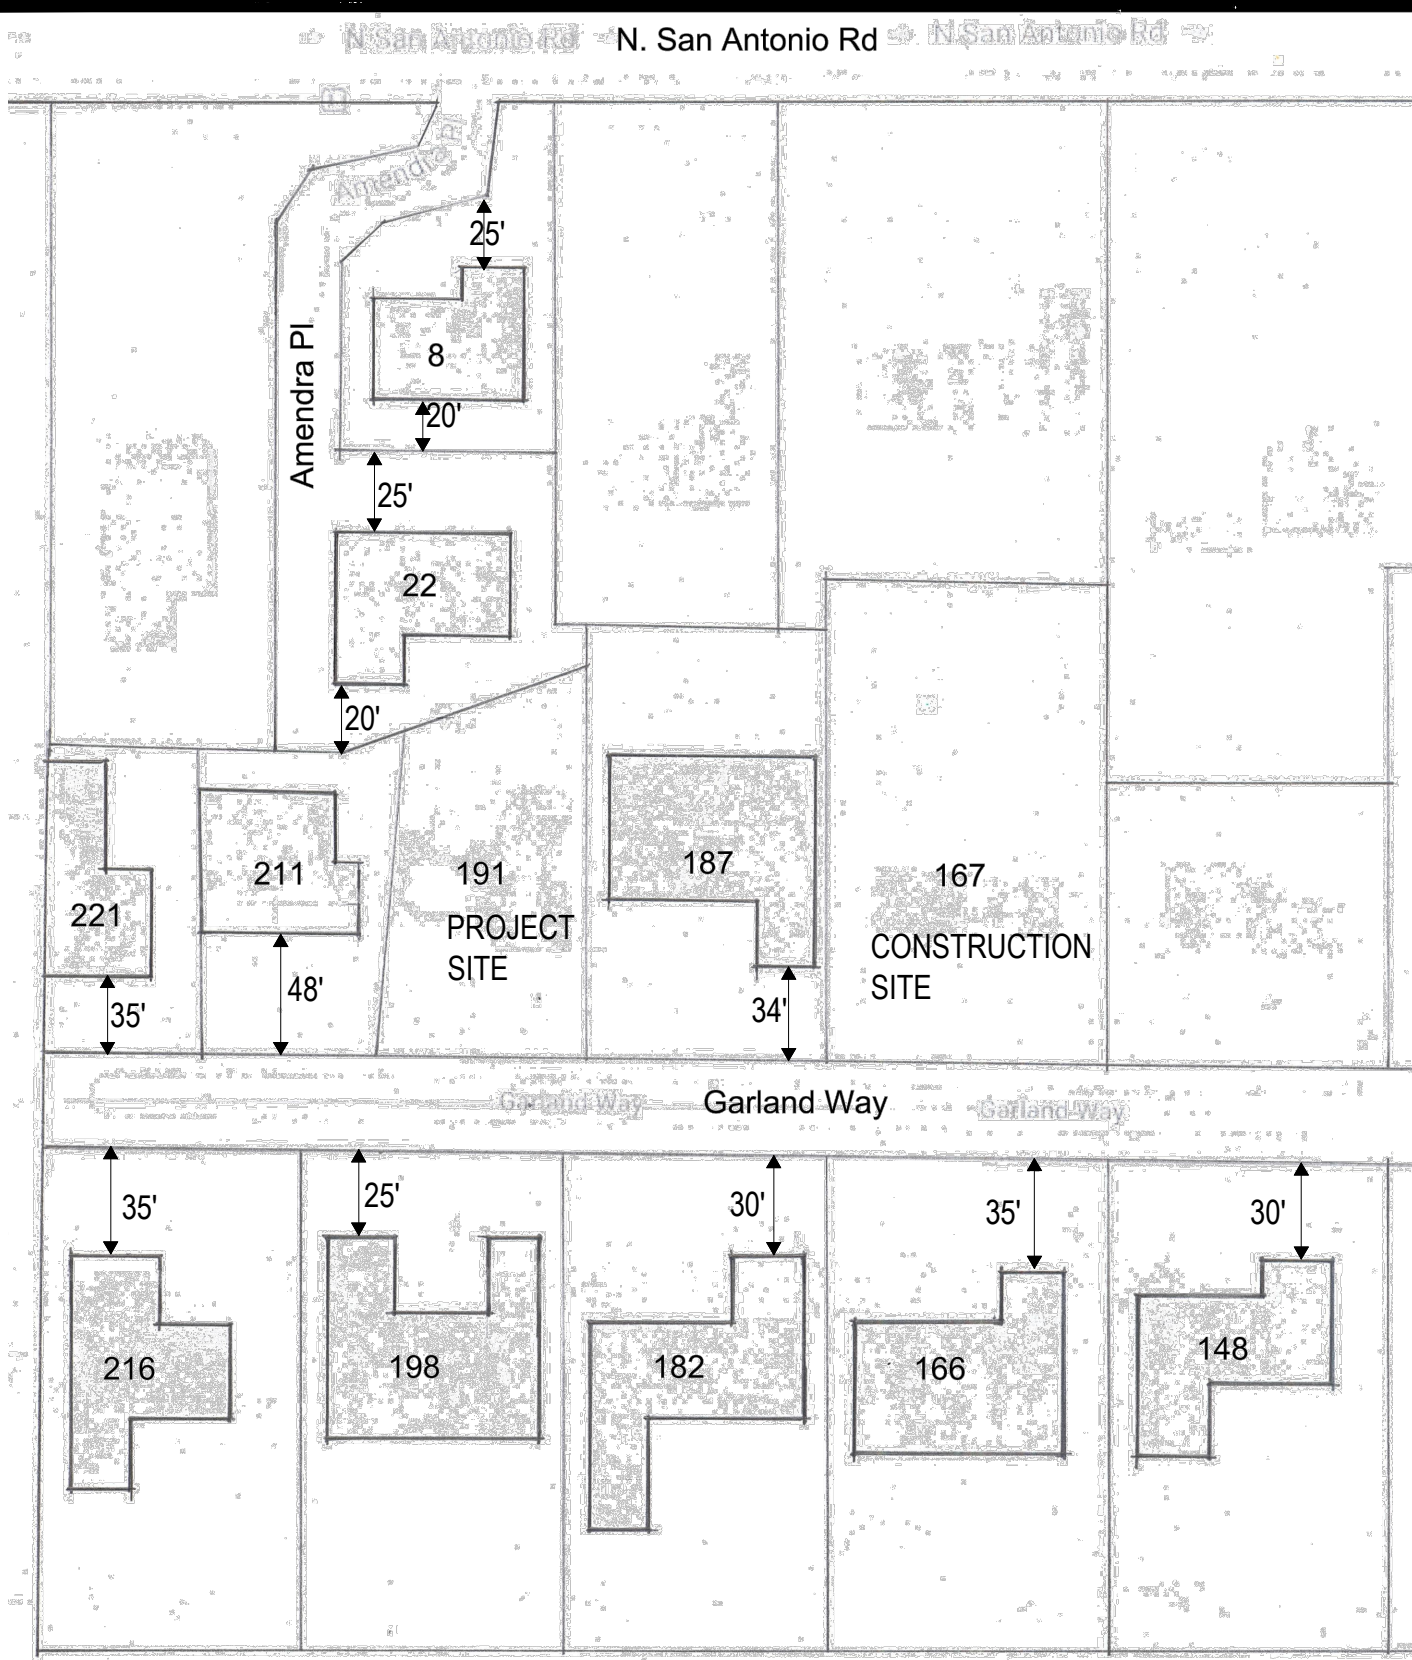 N San Antonio Rd
N. San Antonio Rd
N San Antonio Rd
Amendra Pl
25'
8
Amendra Pl
20'
25'
22
20'
211
191
187
167
221
PROJECT
SITE
CONSTRUCTION
SITE
35'
48'
34'
Garland Way
Garland Way
Garland Way
35'
25'
30'
35'
30'
216
198
182
166
148